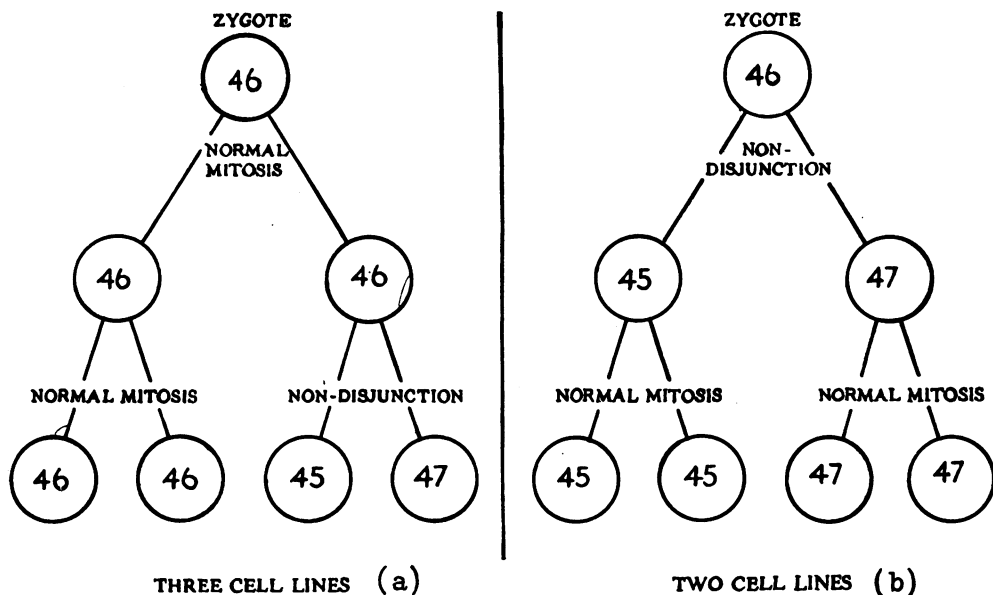 ZYGOTE
46
NORMAL
MITOSIS
46 46
NORMAL MITOSIS NON-DISJUNCTION
46 46 45 47
THREE CELL LINES (a)
ZYGOTE
46
NON-
DISJUNCTION
45 47
NORMAL MITOSIS NORMAL MITOSIS
45 45 47 47
TWO CELL LINES (b)